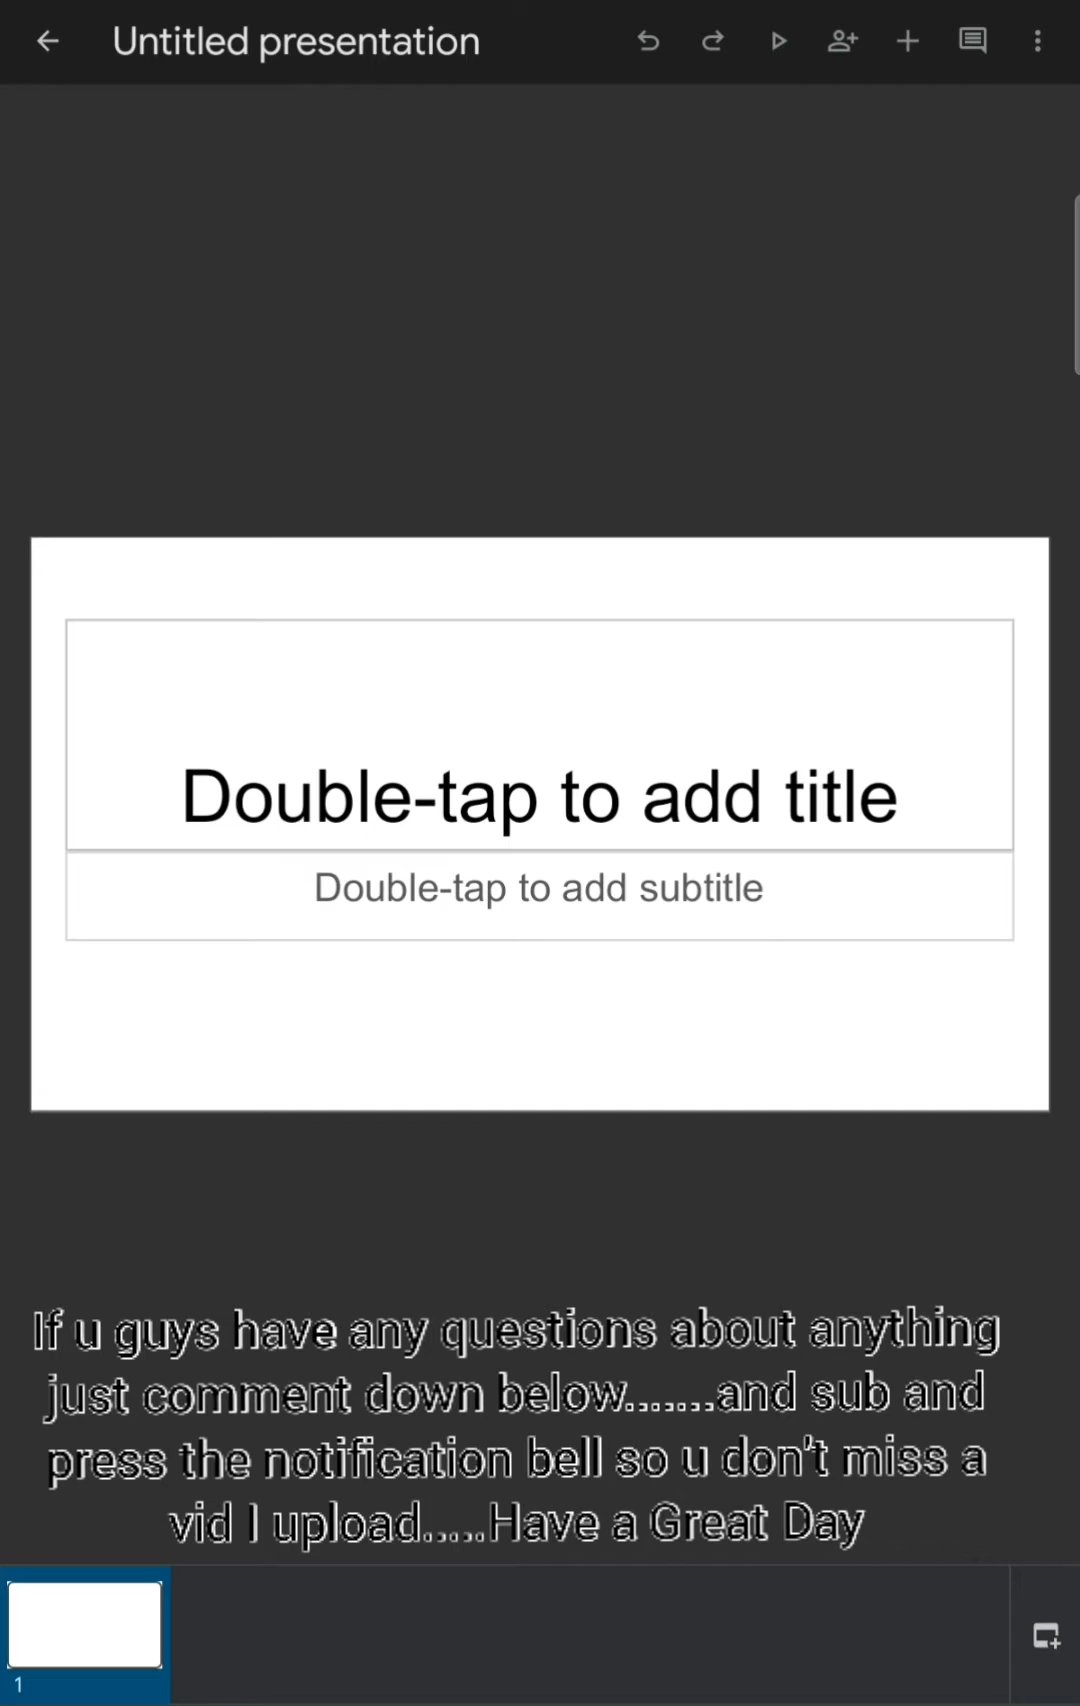 Untitled presentation
Double-tap to add title
Double-tap to add subtitle
If u guys have any questions about anything
just comment down below.......and sub and
press the notification bell so u don't miss a
vid I upload.....Have a Great Day
1